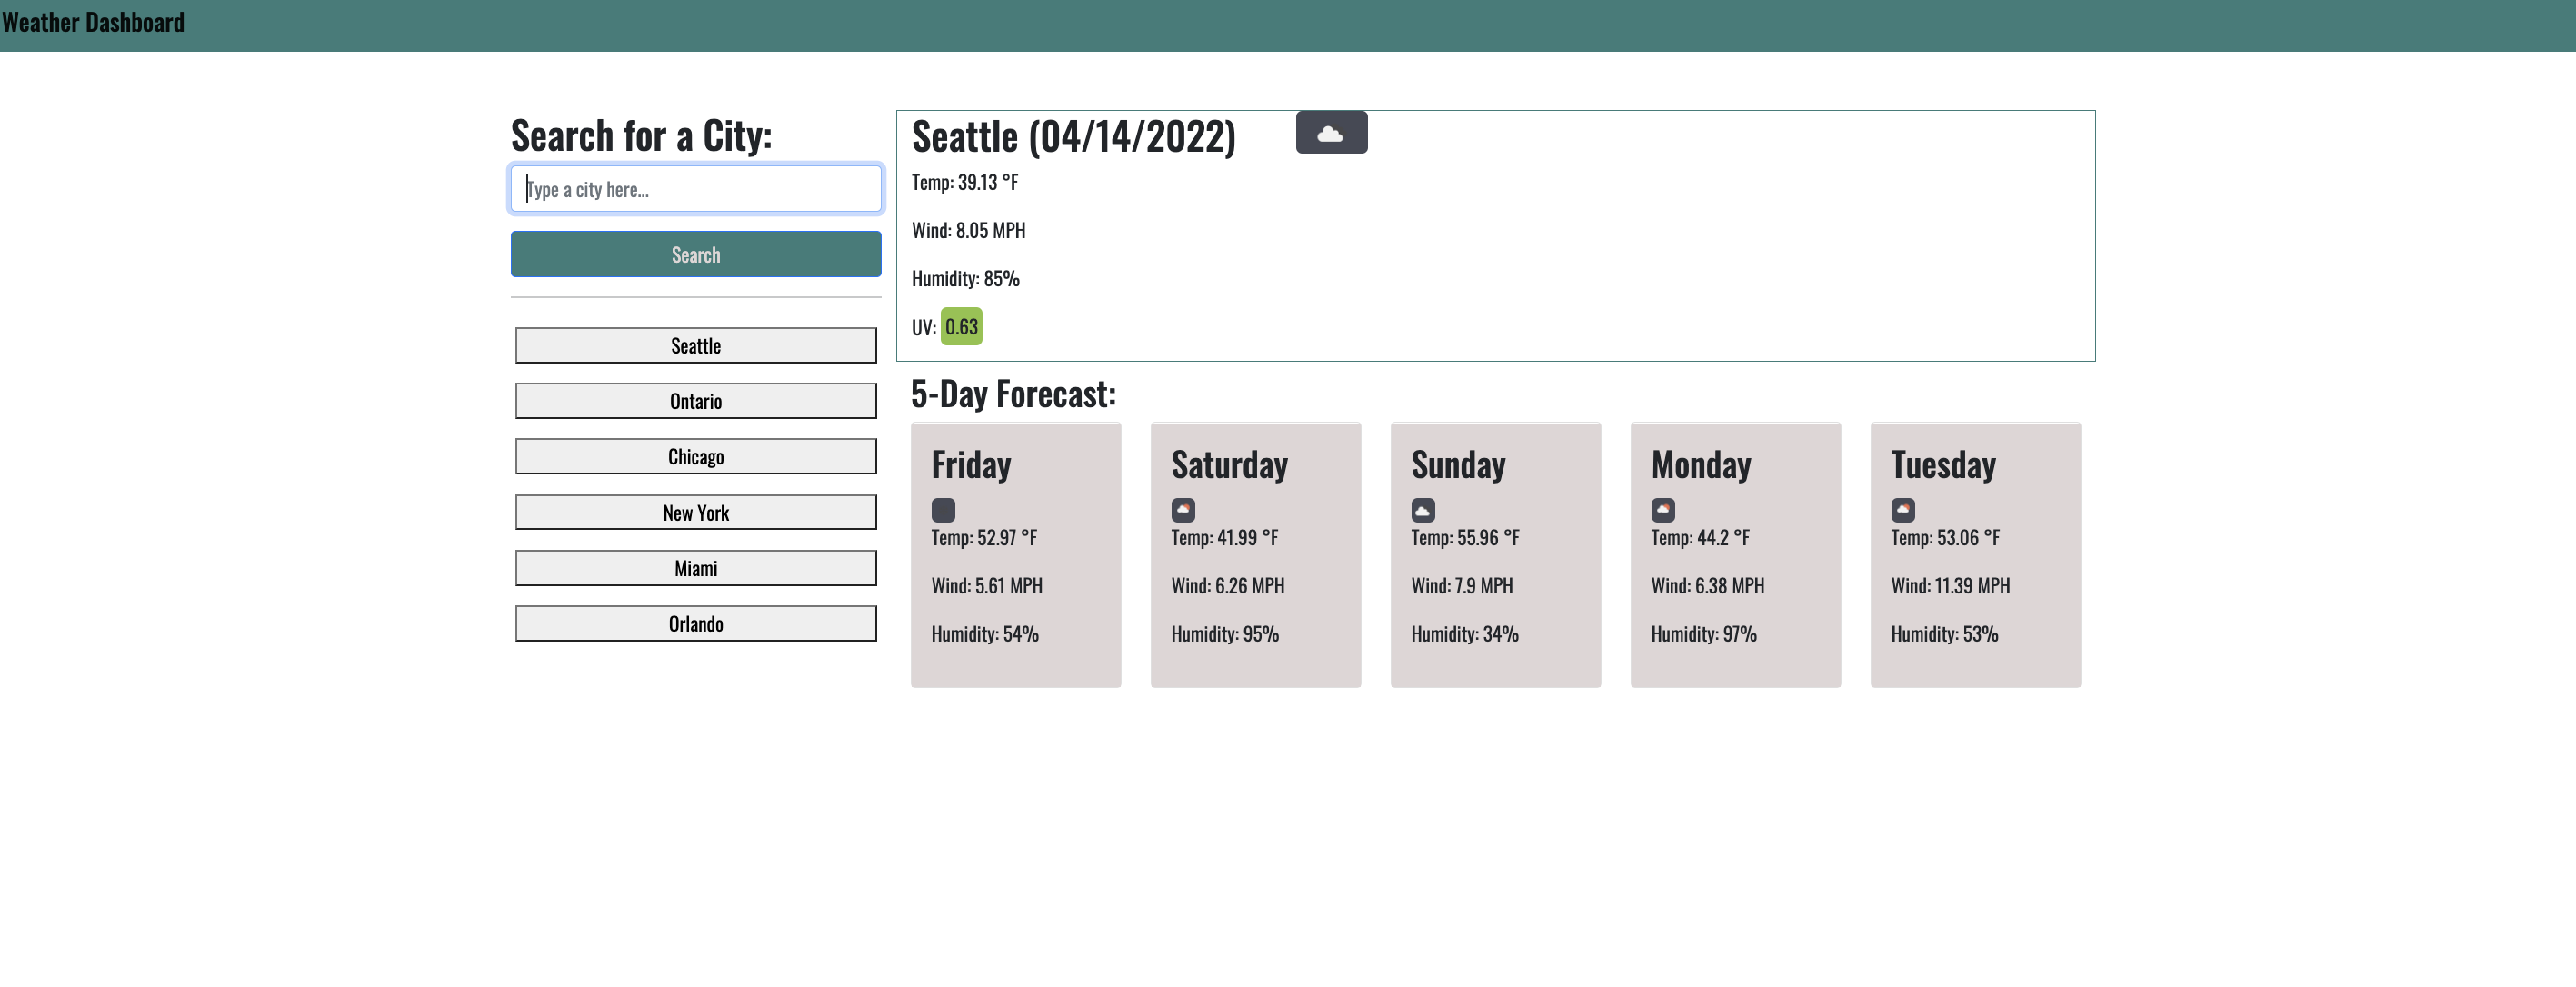 Weather Dashboard
Search for a City:
Type a city here...
Search
Seattle
Ontario
Chicago
New York
Miami
Orlando
Seattle (04/14/2022)
Temp: 39.13 °F
Wind: 8.05 MPH
Humidity: 85%
UV: 0.63
5-Day Forecast:
Friday
Temp: 52.97 °F
Wind: 5.61 MPH
Humidity: 54%
Saturday
Temp: 41.99 °F
Wind: 6.26 MPH
Humidity: 95%
Sunday
Temp: 55.96 °F
Wind: 7.9 MPH
Humidity: 34%
Monday
Temp: 44.2 °F
Wind: 6.38 MPH
Humidity: 97%
Tuesday
Temp: 53.06 °F
Wind: 11.39 MPH
Humidity: 53%